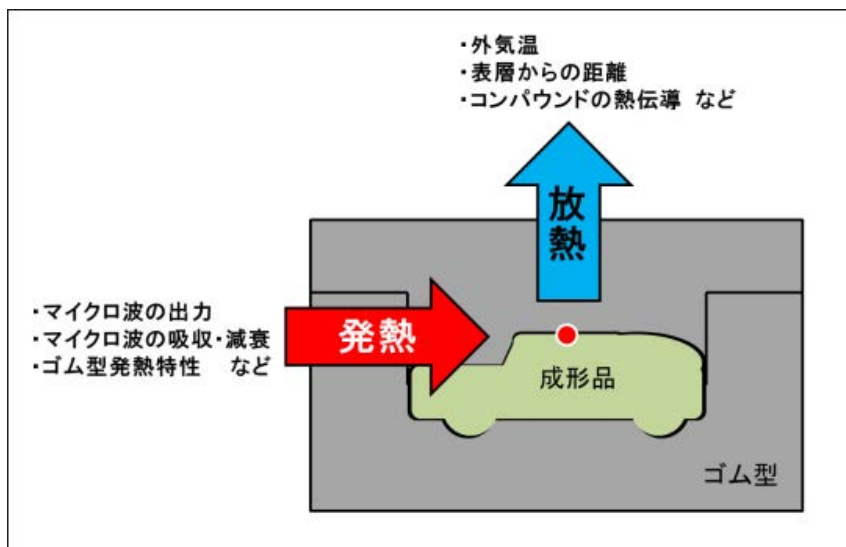 ・外気温
・表層からの距離
・コンパウンドの熱伝導 など
放熱
・マイクロ波の出力
・マイクロ波の吸収・減衰
・ゴム型発熱特性 など
発熱
成形品
ゴム型